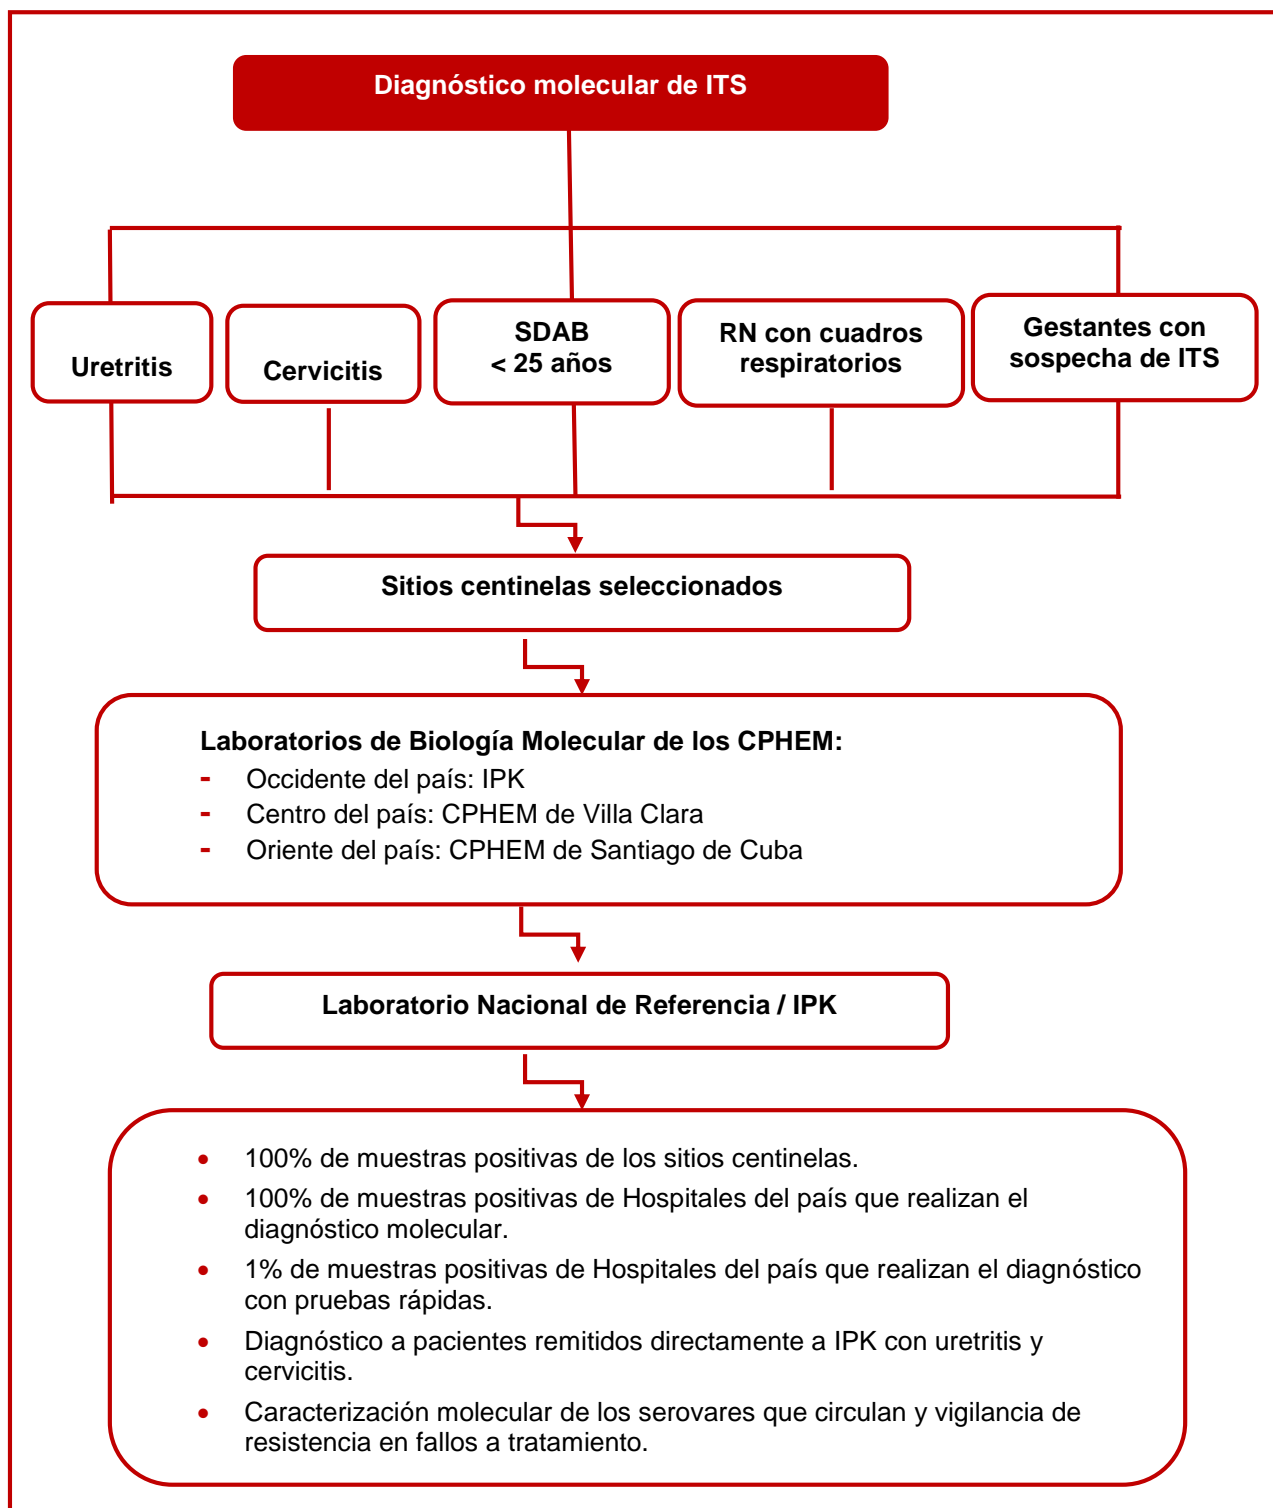 Diagnóstico molecular de ITS
Uretritis
Cervicitis
SDAB
< 25 años
RN con cuadros
respiratorios
Gestantes con
sospecha de ITS
Sitios centinelas seleccionados
Laboratorios de Biología Molecular de los CPHEM:
- Occidente del país: IPK
- Centro del país: CPHEM de Villa Clara
- Oriente del país: CPHEM de Santiago de Cuba
Laboratorio Nacional de Referencia / IPK
• 100% de muestras positivas de los sitios centinelas.
• 100% de muestras positivas de Hospitales del país que realizan el
diagnóstico molecular.
• 1% de muestras positivas de Hospitales del país que realizan el diagnóstico
con pruebas rápidas.
• Diagnóstico a pacientes remitidos directamente a IPK con uretritis y
cervicitis.
• Caracterización molecular de los serovares que circulan y vigilancia de
resistencia en fallos a tratamiento.